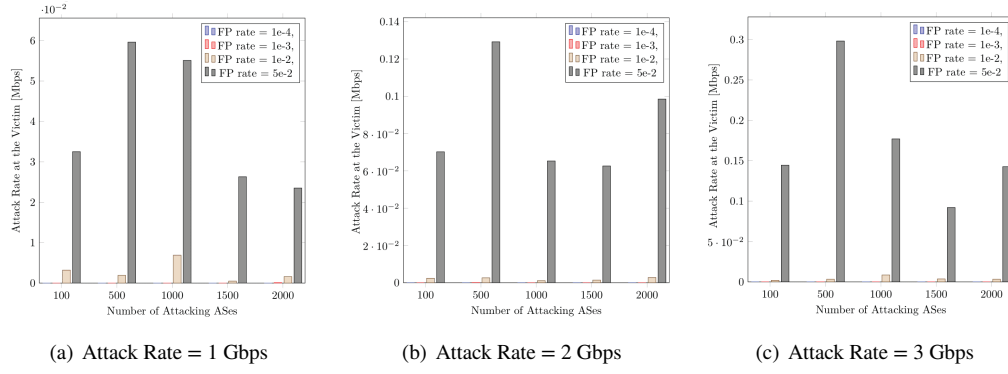 ·10⁻²
FP rate = 1e-4,
FP rate = 1e-3,
FP rate = 1e-2,
FP rate = 5e-2
6
5
4
3
2
1
0
Attack Rate at the Victim [Mbps]
100 500 1000 1500 2000
Number of Attacking ASes
(a) Attack Rate = 1 Gbps
FP rate = 1e-4,
FP rate = 1e-3,
FP rate = 1e-2,
FP rate = 5e-2
0.14
0.12
0.1
8 · 10⁻²
6 · 10⁻²
4 · 10⁻²
2 · 10⁻²
0
Attack Rate at the Victim [Mbps]
100 500 1000 1500 2000
Number of Attacking ASes
(b) Attack Rate = 2 Gbps
FP rate = 1e-4,
FP rate = 1e-3
FP rate = 1e-2,
FP rate = 5e-2
0.3
0.25
0.2
0.15
0.1
5 · 10⁻²
0
Attack Rate at the Victim [Mbps]
100 500 1000 1500 2000
Number of Attacking ASes
(c) Attack Rate = 3 Gbps